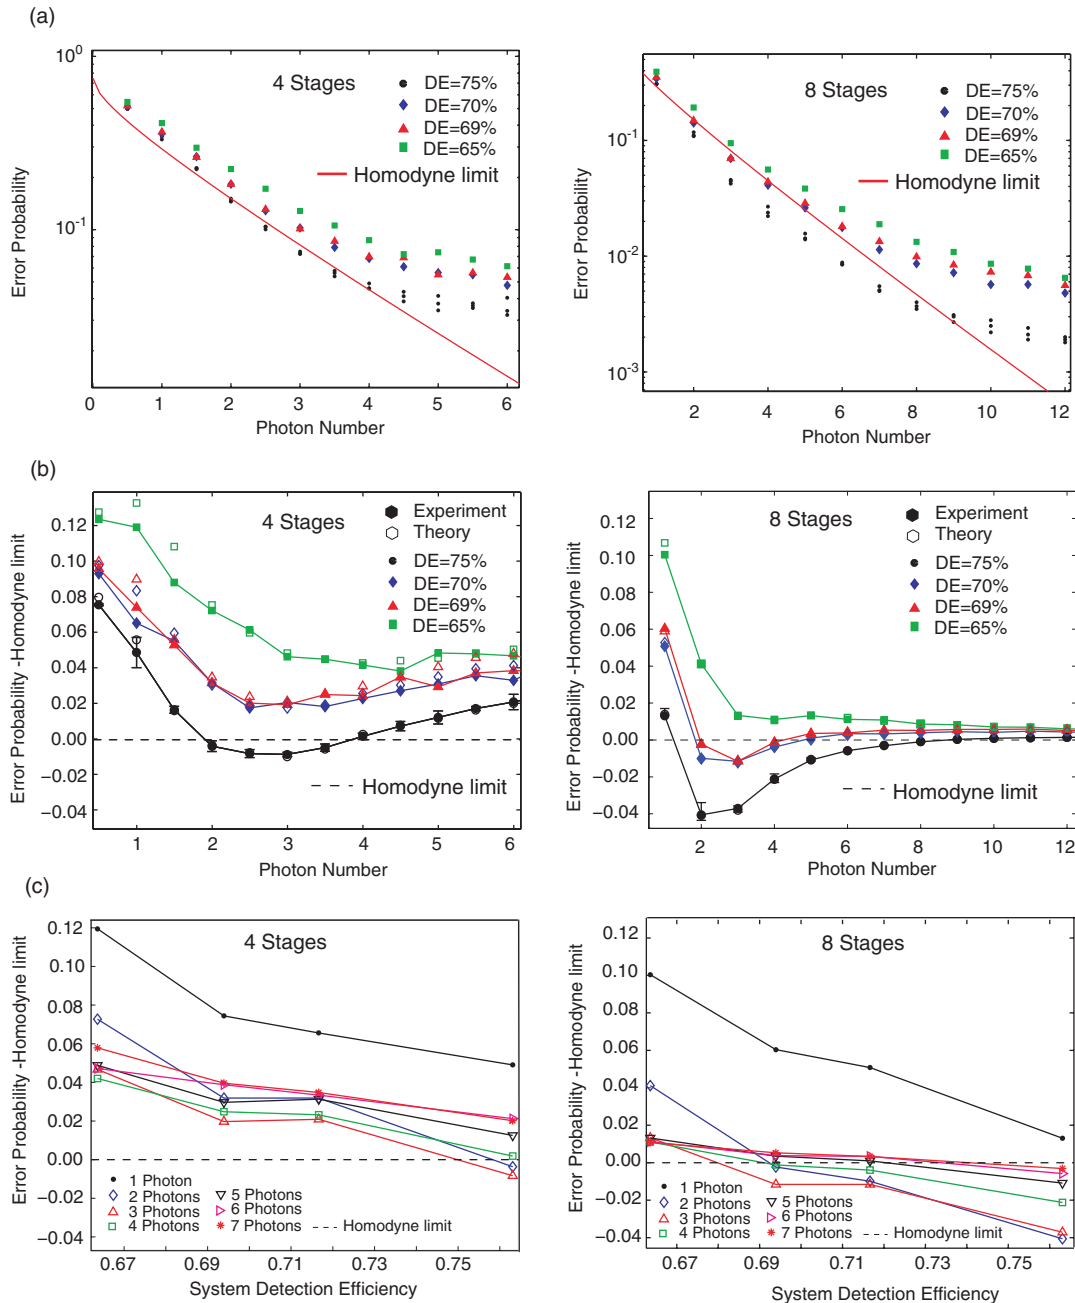 (a)
10^0
10^-1
Error Probability
4 Stages
DE=75%
DE=70%
DE=69%
DE=65%
Homodyne limit
0 1 2 3 4 5 6
Photon Number
10^-1
10^-2
10^-3
Error Probability
8 Stages
DE=75%
DE=70%
DE=69%
DE=65%
Homodyne limit
2 4 6 8 10 12
Photon Number
(b)
0.12
0.10
0.08
0.06
0.04
0.02
0.00
−0.02
−0.04
Error Probability -Homodyne limit
4 Stages
Experiment
Theory
DE=75%
DE=70%
DE=69%
DE=65%
Homodyne limit
1 2 3 4 5 6
Photon Number
0.12
0.10
0.08
0.06
0.04
0.02
0.00
−0.02
−0.04
Error Probability -Homodyne limit
8 Stages
Experiment
Theory
DE=75%
DE=70%
DE=69%
DE=65%
Homodyne limit
2 4 6 8 10 12
Photon Number
(c)
0.12
0.08
0.06
0.04
0.02
0.00
−0.04
Error Probability -Homodyne limit
4 Stages
1 Photon
2 Photons
3 Photons
4 Photons
5 Photons
6 Photons
7 Photons
Homodyne limit
0.67 0.69 0.71 0.73 0.75
System Detection Efficiency
0.12
0.10
0.08
0.04
0.02
0.00
−0.02
−0.04
Error Probability -Homodyne limit
8 Stages
1 Photon
2 Photons
3 Photons
4 Photons
5 Photons
6 Photons
7 Photons
Homodyne limit
0.67 0.69 0.71 0.73 0.75
System Detection Efficiency